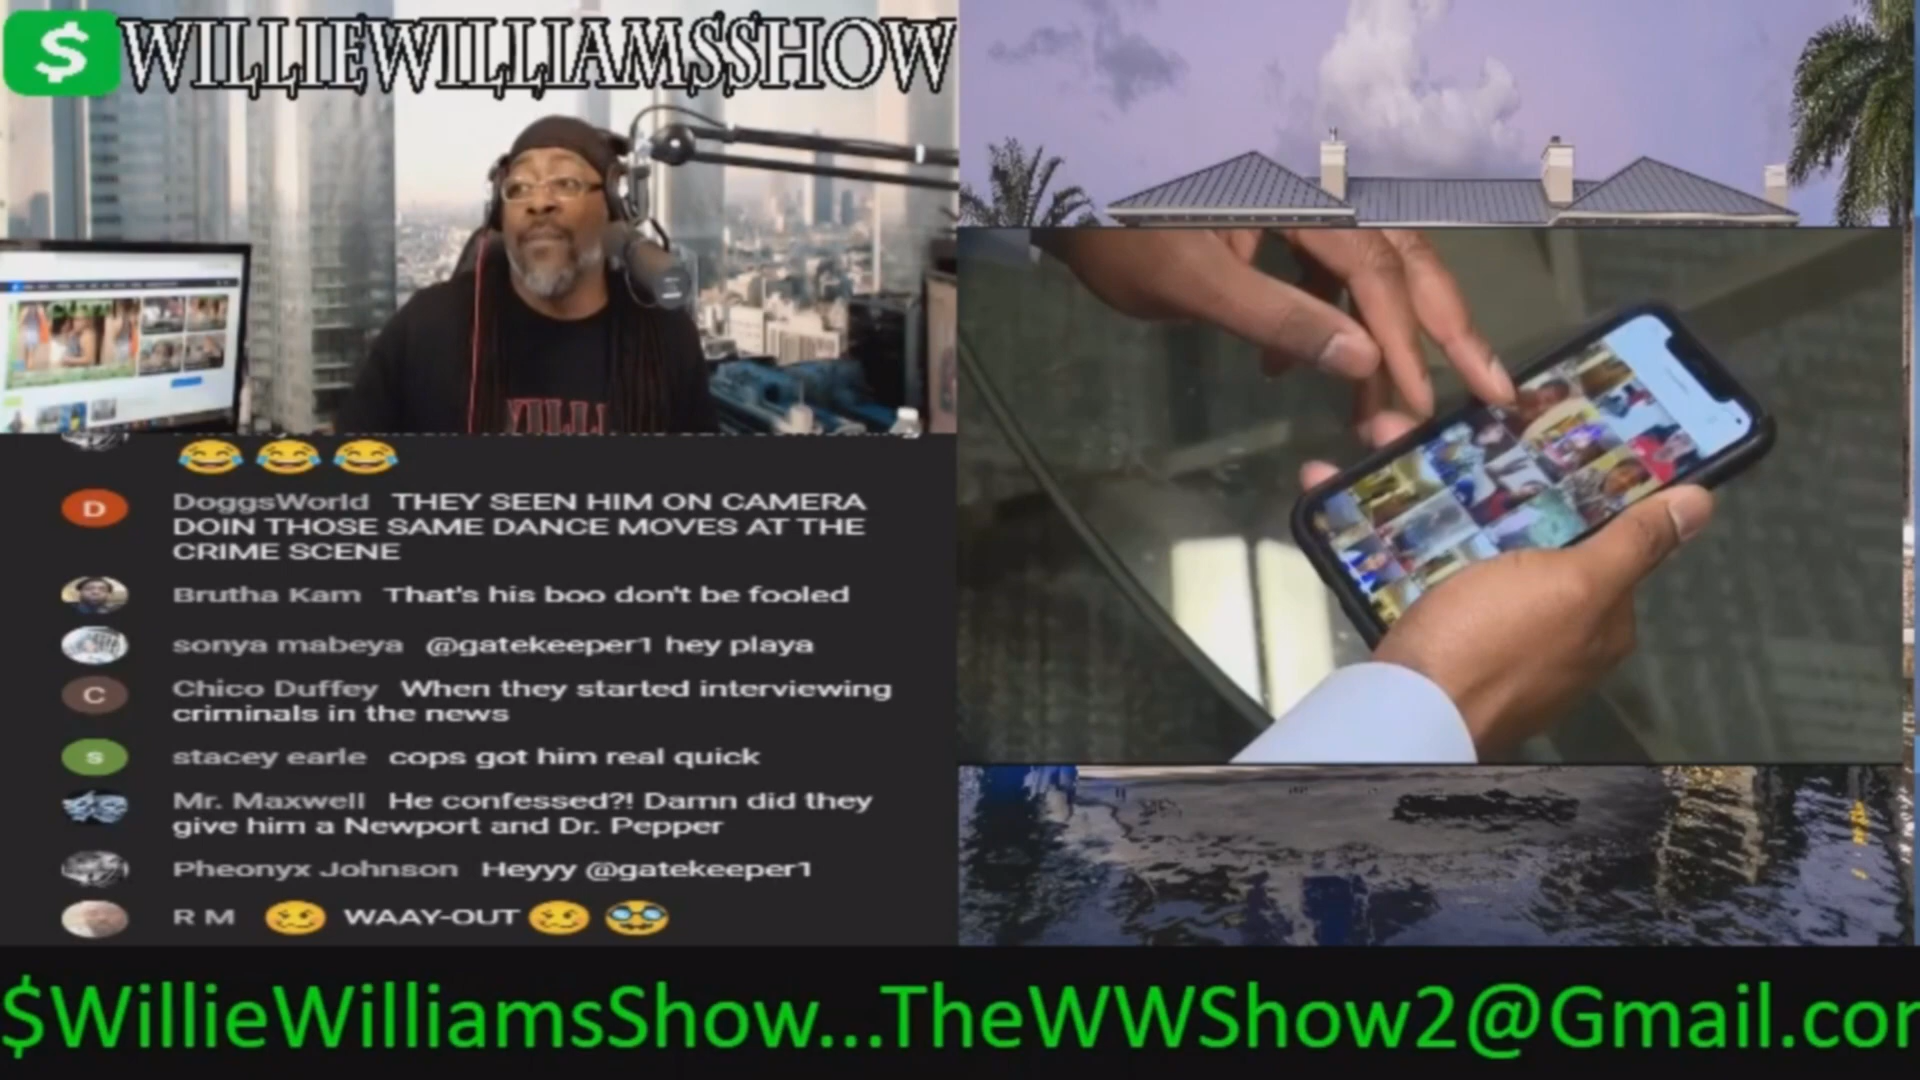 $ WILLIEWILLIAMSSHOW
D DoggsWorld THEY SEEN HIM ON CAMERA
DOIN THOSE SAME DANCE MOVES AT THE
CRIME SCENE
Brutha Kam That's his boo don't be fooled
sonya mabeya @gatekeeper1 hey playa
C Chico Duffey When they started interviewing
criminals in the news
s stacey earle cops got him real quick
Mr. Maxwell He confessed?! Damn did they
give him a Newport and Dr. Pepper
Pheonyx Johnson Heyyy @gatekeeper1
R M WAAY-OUT
$WillieWilliamsShow...TheWWShow2@Gmail.com